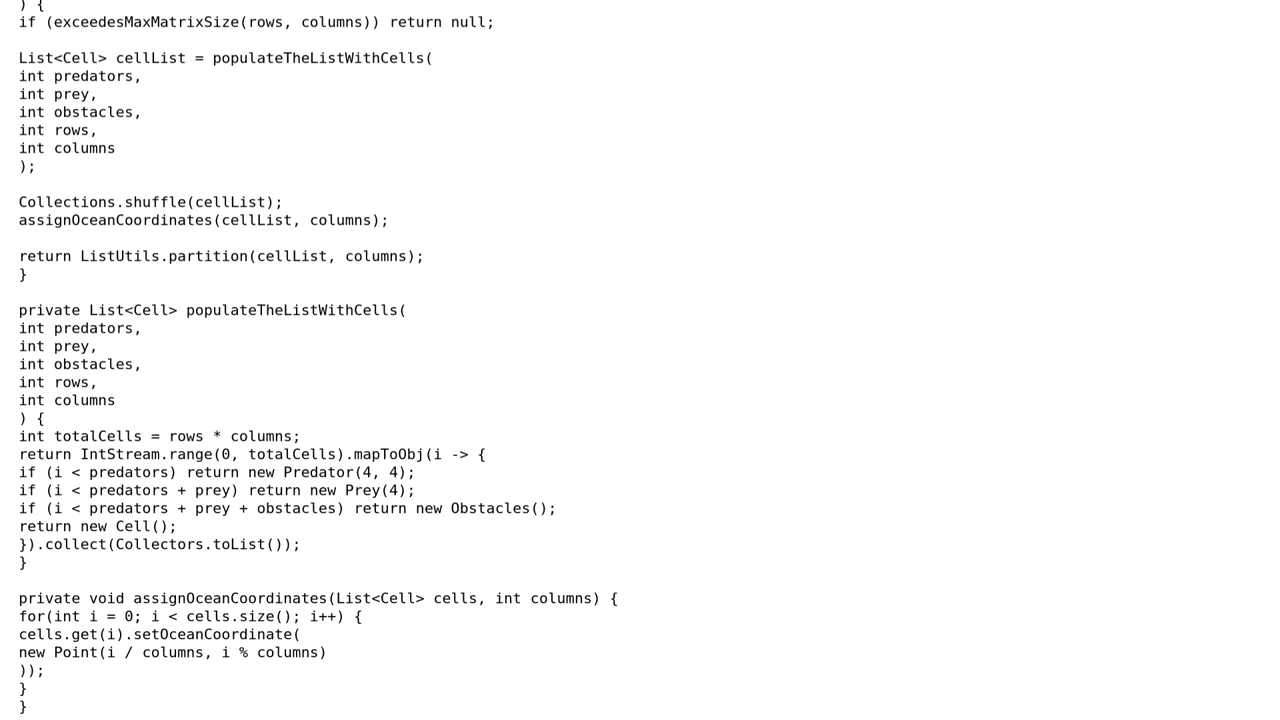 ) {
if (exceedesMaxMatrixSize(rows, columns)) return null;
List<Cell> cellList = populateTheListWithCells(
int predators,
int prey,
int obstacles,
int rows,
int columns
);
Collections.shuffle(cellList);
assignOceanCoordinates(cellList, columns);
return ListUtils.partition(cellList, columns);
}
private List<Cell> populateTheListWithCells(
int predators,
int prey,
int obstacles,
int rows,
int columns
) {
int totalCells = rows * columns;
return IntStream.range(0, totalCells).mapToObj(i -> {
if (i < predators) return new Predator(4, 4);
if (i < predators + prey) return new Prey(4);
if (i < predators + prey + obstacles) return new Obstacles();
return new Cell();
}).collect(Collectors.toList());
}
private void assignOceanCoordinates(List<Cell> cells, int columns) {
for(int i = 0; i < cells.size(); i++) {
cells.get(i).setOceanCoordinate(
new Point(i / columns, i % columns)
));
}
}